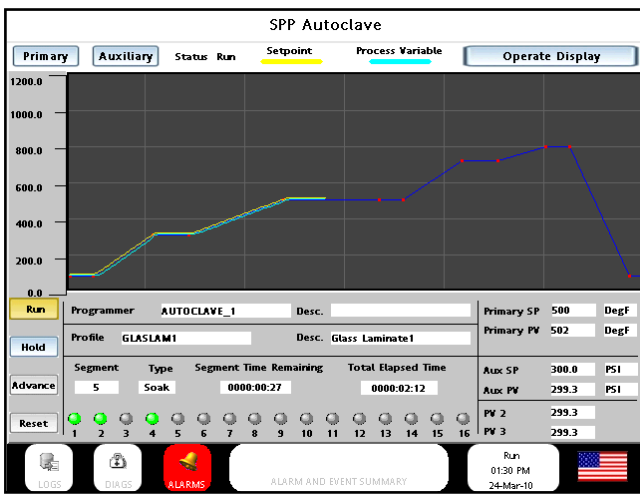 SPP Autoclave
Primary Auxiliary Status Run Setpoint Process Variable Operate Display
1200.0
1000.0
800.0
600.0
400.0
200.0
0.0
Run Programmer AUTOCLAVE_1 Desc. Primary SP 500 DegF
Hold Profile GLASLAM1 Desc. Glass Laminate1 Primary PV 502 DegF
Segment Type Segment Time Remaining Total Elapsed Time Aux SP 300.0 PSI
Advance 5 Soak 0000:00:27 0000:02:12 Aux PV 299.3 PSI
Reset PV 2 299.3
1 2 3 4 5 6 7 8 9 10 11 12 13 14 15 16 PV 3 299.3
LOGS DIAGS ALARMS ALARM AND EVENT SUMMARY
Run
01:30 PM
24-Mar-10